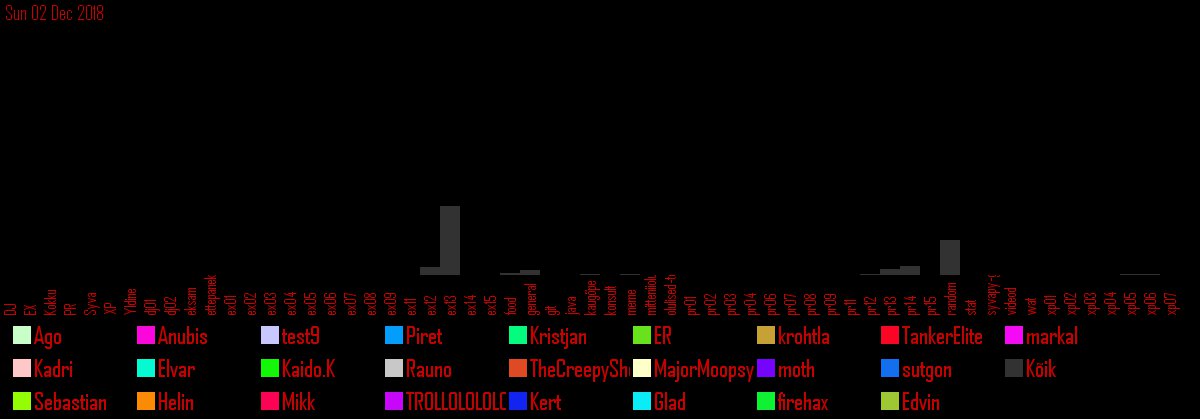 Sun 02 Dec 2018
DJ EX Kokku PR Syva XP Yldine dj01 dj02 eksam ettepanek ex01 ex02 ex03 ex04 ex05 ex06 ex07 ex08 ex09 ex11 ex12 ex13 ex14 ex15 food general git java kaugõpe konsult meme pr01 pr02 pr03 pr04 pr06 pr07 pr08 pr09 pr11 pr12 pr13 pr14 pr15 random stat videod wat xp01 xp02 xp03 xp04 xp05 xp06 xp07
Ago Anubis test9 Piret Kristjan ER krohtla TankerElite markal
Kadri Elvar Kaido.K Rauno TheCreepySh MajorMoopsy moth sutgon Kõik
Sebastian Helin Mikk TROLLOLOLOLO Kert Glad firehax Edvin